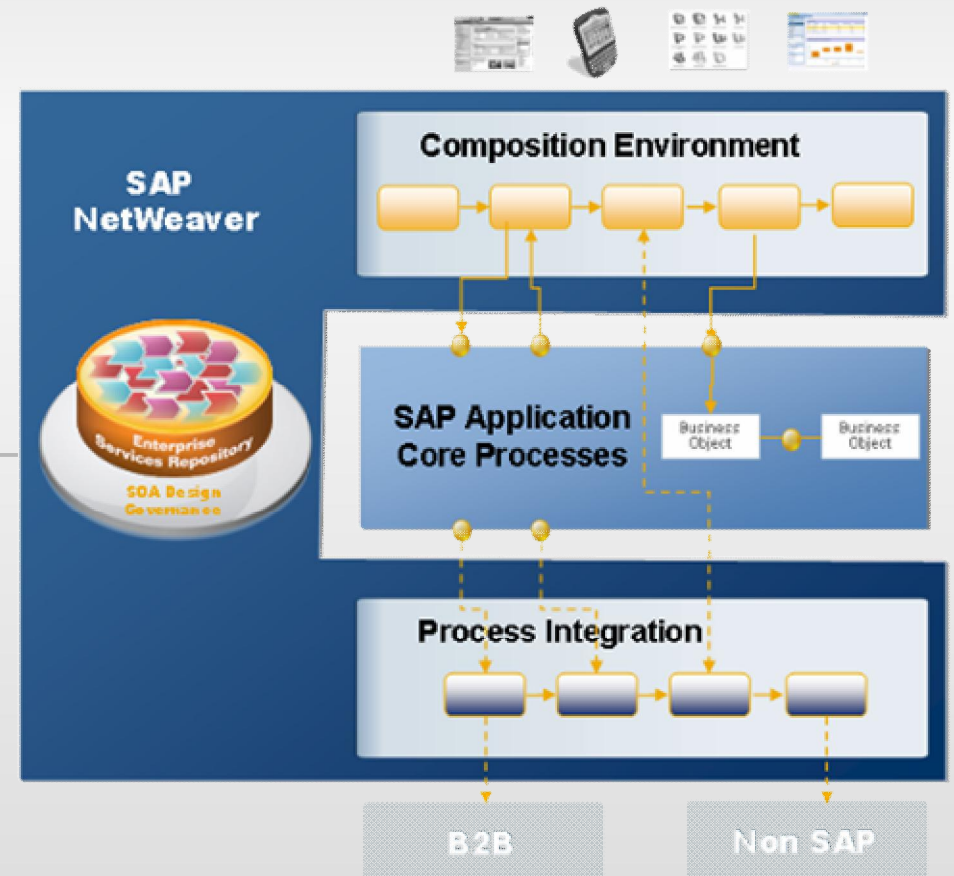 Composition Environment
SAP
NetWeaver
SAP Application
Core Processes
Business
Object
Business
Object
Enterprise
Services Repository
SOA Design
Governance
Process Integration
B2B
Non SAP